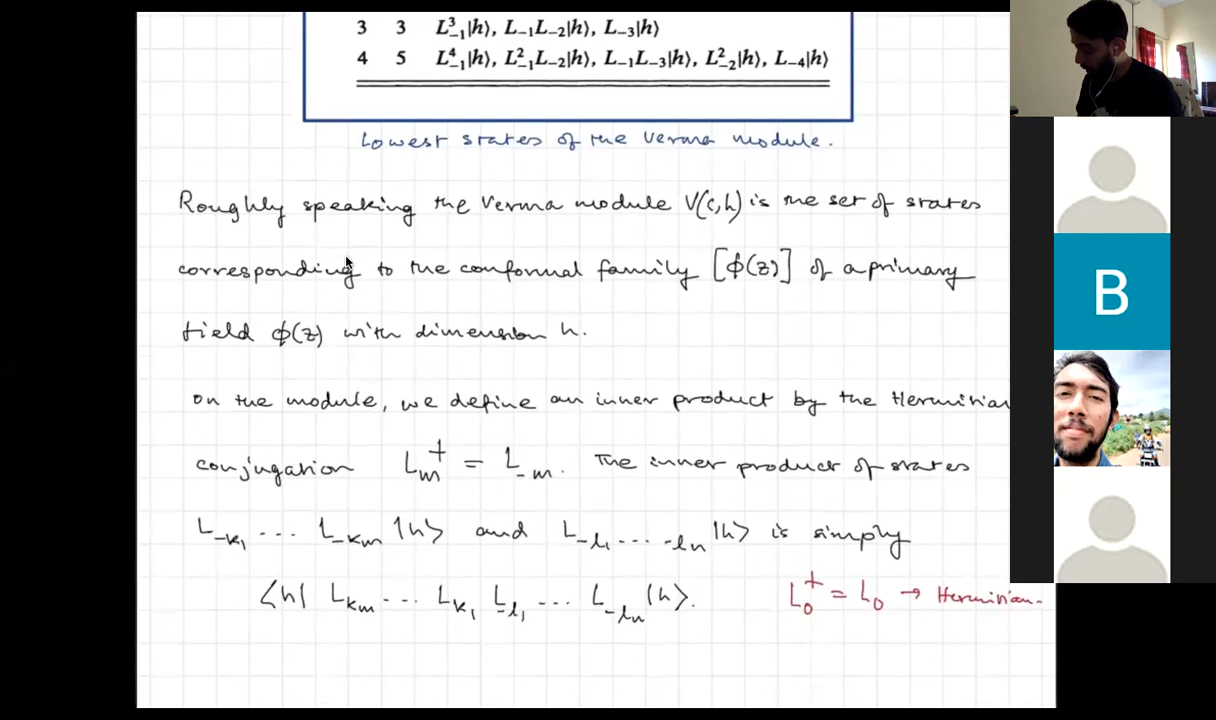 3 3 L³₋₁|h⟩, L₋₁L₋₂|h⟩, L₋₃|h⟩
4 5 L⁴₋₁|h⟩, L²₋₁L₋₂|h⟩, L₋₁L₋₃|h⟩, L²₋₂|h⟩, L₋₄|h⟩
Lowest states of the Verma module.
Roughly speaking the Verma module V(c,h) is the set of states
corresponding to the conformal family [ϕ(z)] of a primary
field ϕ(z) with dimension h.
On the module, we define an inner product by the Hermitian
conjugation L†ₘ = L₋ₘ. The inner product of states
L₋ₖ₁ ... L₋ₖₘ |h⟩ and L₋ₗ₁ ... ₋ₗₙ |h⟩ is simply
⟨h| Lₖₘ ... Lₖ₁ L₋ₗ₁ ... L₋ₗₙ |h⟩. L₀† = L₀ → Hermitian.
B